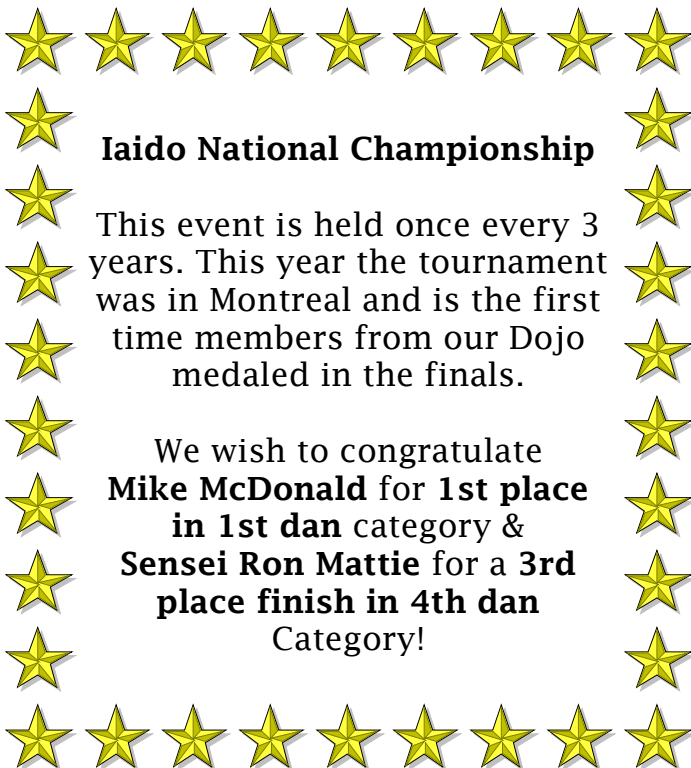 Iaido National Championship
This event is held once every 3
years. This year the tournament
was in Montreal and is the first
time members from our Dojo
medaled in the finals.
We wish to congratulate
Mike McDonald for 1st place
in 1st dan category &
Sensei Ron Mattie for a 3rd
place finish in 4th dan
Category!